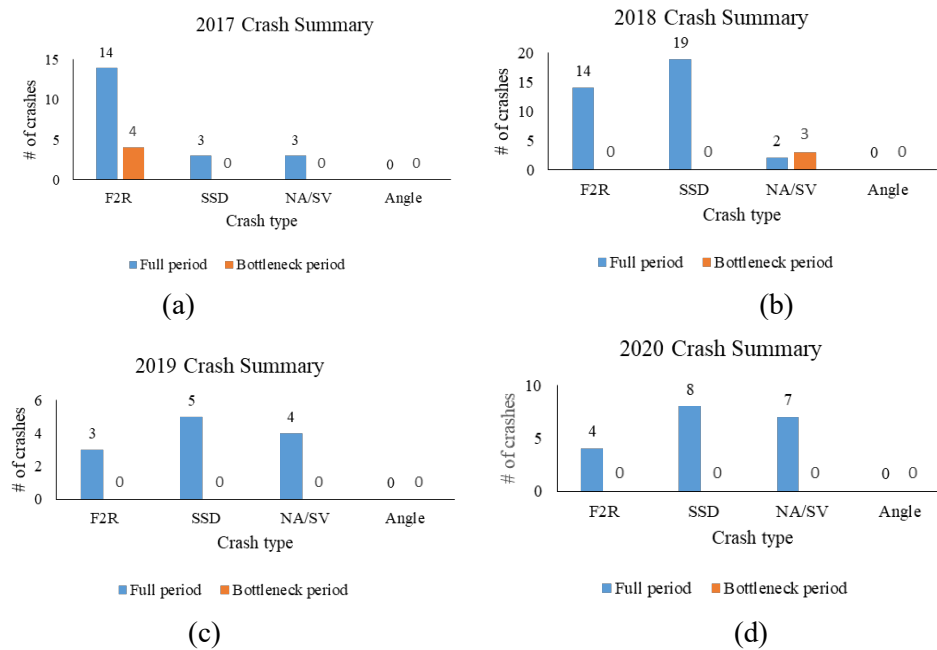 2017 Crash Summary
# of crashes
15
10
5
0
14
4
3
0
3
0
0
0
F2R
SSD
NA/SV
Angle
Crash type
Full period
Bottleneck period
(a)
2018 Crash Summary
# of crashes
20
15
10
5
0
14
0
19
0
2
3
0
0
F2R
SSD
NA/SV
Angle
Crash type
Full period
Bottleneck period
(b)
2019 Crash Summary
# of crashes
6
4
2
0
3
0
5
0
4
0
0
0
F2R
SSD
NA/SV
Angle
Crash type
Full period
Bottleneck period
(c)
2020 Crash Summary
# of crashes
10
5
0
4
0
8
0
7
0
0
0
F2R
SSD
NA/SV
Angle
Crash type
Full period
Bottleneck period
(d)